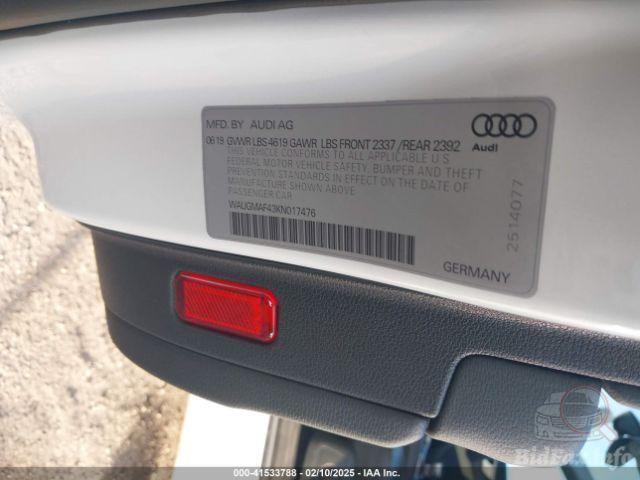 MFD. BY AUDI AG
06 19 GVWR LBS 4619 GAWR LBS FRONT 2337 /REAR 2392
THIS VEHICLE CONFORMS TO ALL APPLICABLE U S
FEDERAL MOTOR VEHICLE SAFETY, BUMPER AND THEFT
PREVENTION STANDARDS IN EFFECT ON THE DATE OF
MANUFACTURE SHOWN ABOVE
PASSENGER CAR
WAUGMAF43KN017476
Audi
2514077
GERMANY
000-41533788 - 02/10/2025 - IAA Inc.
BidFax.info